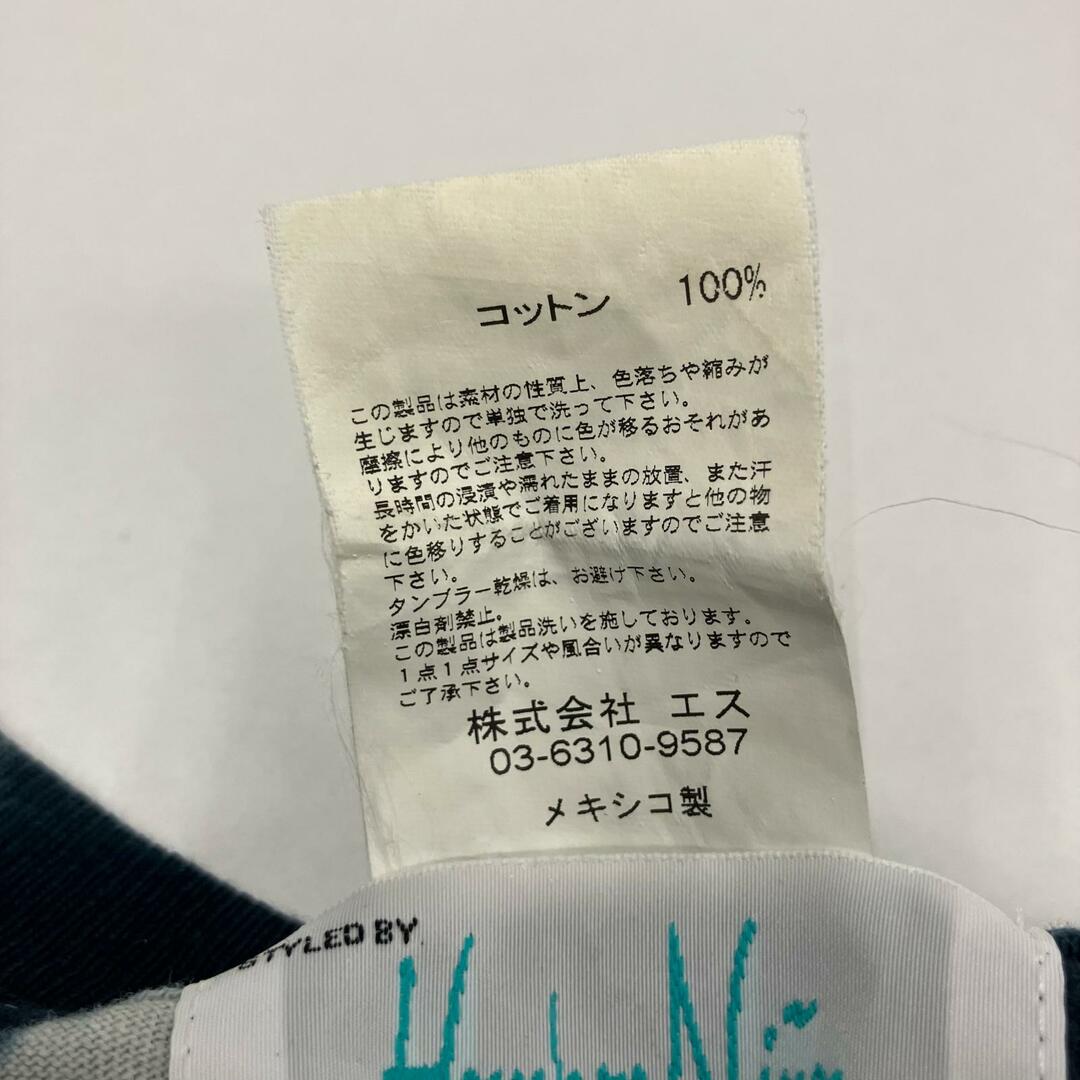 コットン 100%
この製品は素材の性質上、色落ちや縮みが
生じますので単独で洗って下さい。
摩擦により他のものに色が移るおそれがあ
りますのでご注意下さい。
長時間の浸漬や濡れたままの放置、また汗
をかいた状態でご着用になりますと他の物
に色移りすることがございますのでご注意
下さい。
タンブラー乾燥は、お避け下さい。
漂白剤禁止。
この製品は製品洗いを施しております。
1点1点サイズや風合いが異なりますので
ご了承下さい。
株式会社 エス
03-6310-9587
メキシコ製
STYLED BY